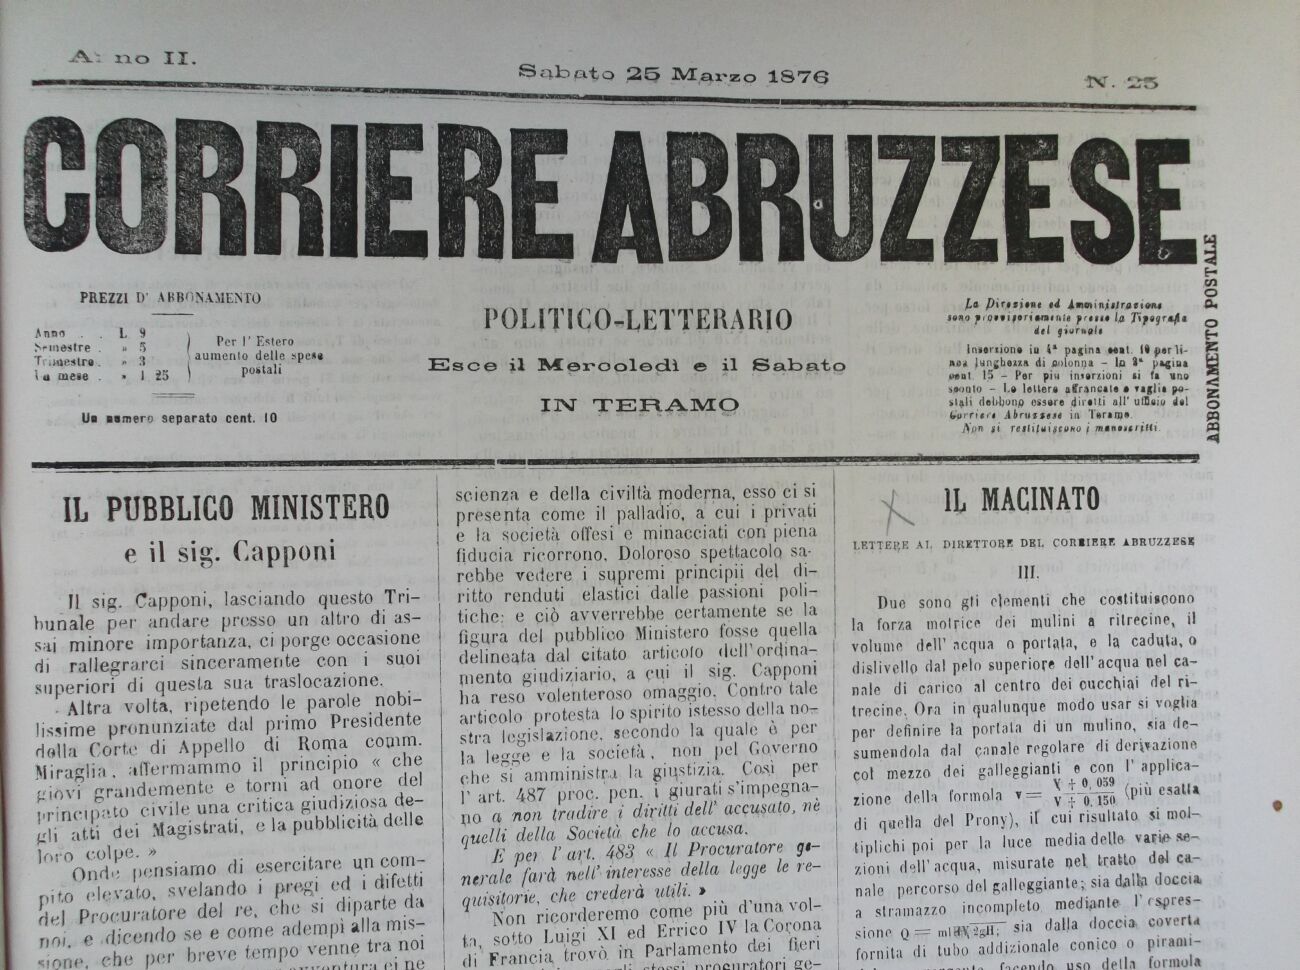 Anno II.
Sabato 25 Marzo 1876
N. 25
CORRIERE ABRUZZESE
PREZZI D' ABBONAMENTO
Anno . L. 9
Semestre . » 5
Trimestre . » 3
Un mese . » 1 25
Per l' Estero
aumento delle spese
postali
Un numero separato cent. 10
POLITICO-LETTERARIO
Esce il Mercoledì e il Sabato
IN TERAMO
La Direzione ed Amministrazione
sono provvisoriamente presso la Tipografia
del giornale
Inserzione in 4ª pagina cent. 10 per li-
nea lunghezza di colonna – In 3ª pagina
cent. 15 – Per più inserzioni si fa uno
sconto – Le lettere affrancate e vaglia po-
stali debbono essere diretti all' ufficio del
Corriere Abruzzese in Teramo.
Non si restituiscono i manoscritti.
ABBONAMENTO POSTALE
IL PUBBLICO MINISTERO
e il sig. Capponi
Il sig. Capponi, lasciando questo Tri-
bunale per andare presso un altro di as-
sai minore importanza, ci porge occasione
di rallegrarci sinceramente con i suoi
superiori di questa sua traslocazione.
Altra volta, ripetendo le parole nobi-
lissime pronunziate dal primo Presidente
della Corte di Appello di Roma comm.
Miraglia, affermammo il principio « che
giovi grandemente e torni ad onore del
principato civile una critica giudiziosa de-
gli atti dei Magistrati, e la pubblicità delle
loro colpe. »
Onde pensiamo di esercitare un com-
pito elevato, svelando i pregi ed i difetti
del Procuratore del re, che si diparte da
noi, e dicendo se e come adempì alla mis-
sione, che per breve tempo venne tra noi
scienza e della civiltà moderna, esso ci si
presenta come il palladio, a cui i privati
e la società offesi e minacciati con piena
fiducia ricorrono. Doloroso spettacolo sa-
rebbe vedere i supremi principii del di-
ritto renduti elastici dalle passioni poli-
tiche: e ciò avverrebbe certamente se la
figura del pubblico Ministero fosse quella
delineata dal citato articolo dell'ordina-
mento giudiziario, a cui il sig. Capponi
ha reso volenteroso omaggio. Contro tale
articolo protesta lo spirito istesso della no-
stra legislazione, secondo la quale è per
la legge e la società, non pel Governo
che si amministra la giustizia. Così per
l' art. 487 proc. pen. i giurati s'impegna-
no a non tradire i diritti dell' accusato, nè
quelli della Società che lo accusa.
E per l'art. 483 « Il Procuratore ge-
nerale farà nell'interesse della legge le re-
quisitorie, che crederà utili. »
Non ricorderemo come più d'una vol-
ta, sotto Luigi XI ed Errico IV la Corona
di Francia trovò in Parlamento dei fieri
stessi procuratori ge-
IL MACINATO
LETTERE AL DIRETTORE DEL CORRIERE ABRUZZESE
III.
Due sono gli elementi che costituiscono
la forza motrice dei mulini a ritrecine, il
volume dell' acqua o portata, e la caduta, o
dislivello dal pelo superiore dell'acqua nel ca-
nale di carico al centro dei cucchiai del ri-
trecine. Ora in qualunque modo usar si voglia
per definire la portata di un mulino, sia de-
sumendola dal canale regolare di derivazione
col mezzo dei galleggianti e con l' applica-
zione della formola v = V + 0, 059 / V + 0, 150 (più esatta
di quella del Prony), il cui risultato si mol-
tiplichi poi per la luce media delle varie se-
zioni dell'acqua, misurate nel tratto del ca-
nale percorso del galleggiante; sia dalla doccia
a stramazzo incompleto mediante l'espres-
sione Q = sia dalla doccia coverta
fornita di tubo addizionale conico o pirami-
facendo uso della formola